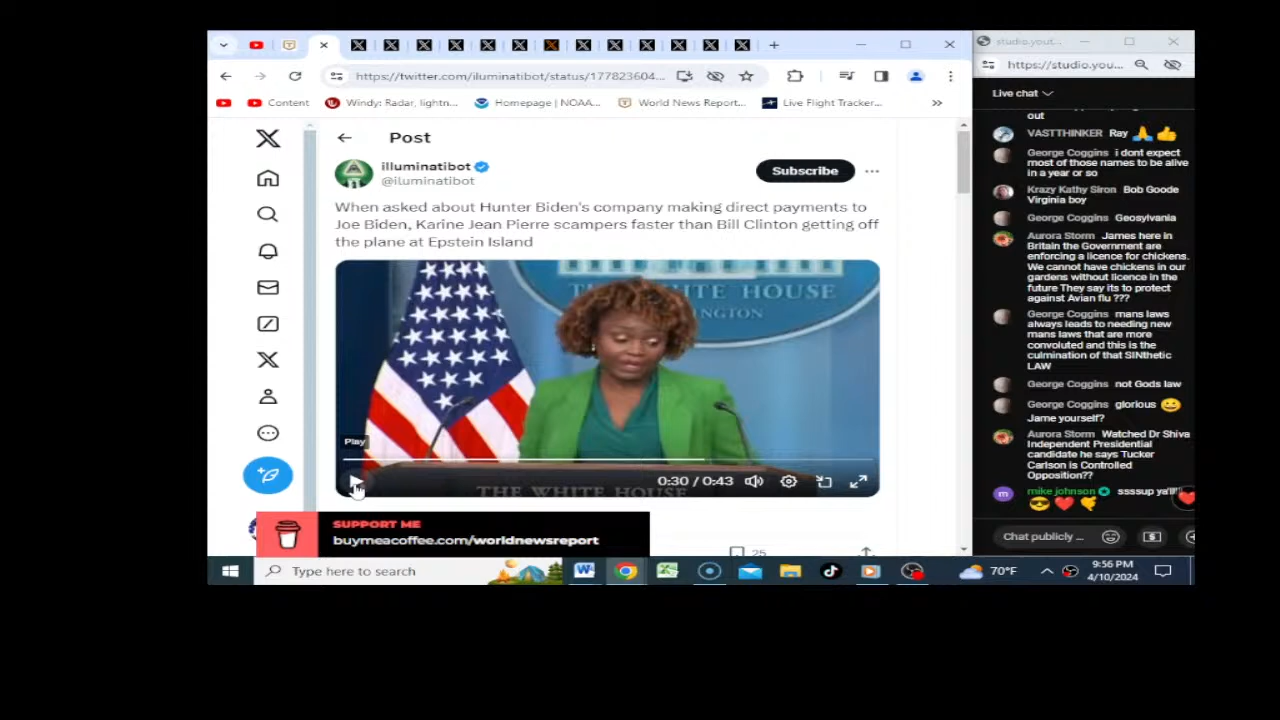 studio.yout...
https://twitter.com/iluminatibot/status/177823604...
https://studio.you...
Content
Windy: Radar, lightn...
Homepage | NOAA...
World News Report...
Live Flight Tracker...
»
Live chat
Post
out
VASTTHINKER Ray
George Coggins i dont expect
most of those names to be alive
in a year or so
Krazy Kathy Siron Bob Goode
Virginia boy
George Coggins Geosylvania
Aurora Storm James here in
Britain the Government are
enforcing a licence for chickens.
We cannot have chickens in our
gardens without licence in the
future They say its to protect
against Avian flu ???
George Coggins mans laws
always leads to needing new
mans laws that are more
convoluted and this is the
culmination of that SINthetic
LAW
George Coggins not Gods law
George Coggins glorious
Jame yourself?
Aurora Storm Watched Dr Shiva
Independent Presidential
candidate he says Tucker
Carlson is Controlled
Opposition??
mike johnson ssssup ya'll!
Chat publicly ...
illuminatibot
@iluminatibot
Subscribe
When asked about Hunter Biden's company making direct payments to
Joe Biden, Karine Jean Pierre scampers faster than Bill Clinton getting off
the plane at Epstein Island
THE WHITE HOUSE
INGTON
Play
0:30 / 0:43
THE WHITE HOUSE
SUPPORT ME
buymeacoffee.com/worldnewsreport
25
Type here to search
70°F
9:56 PM
4/10/2024